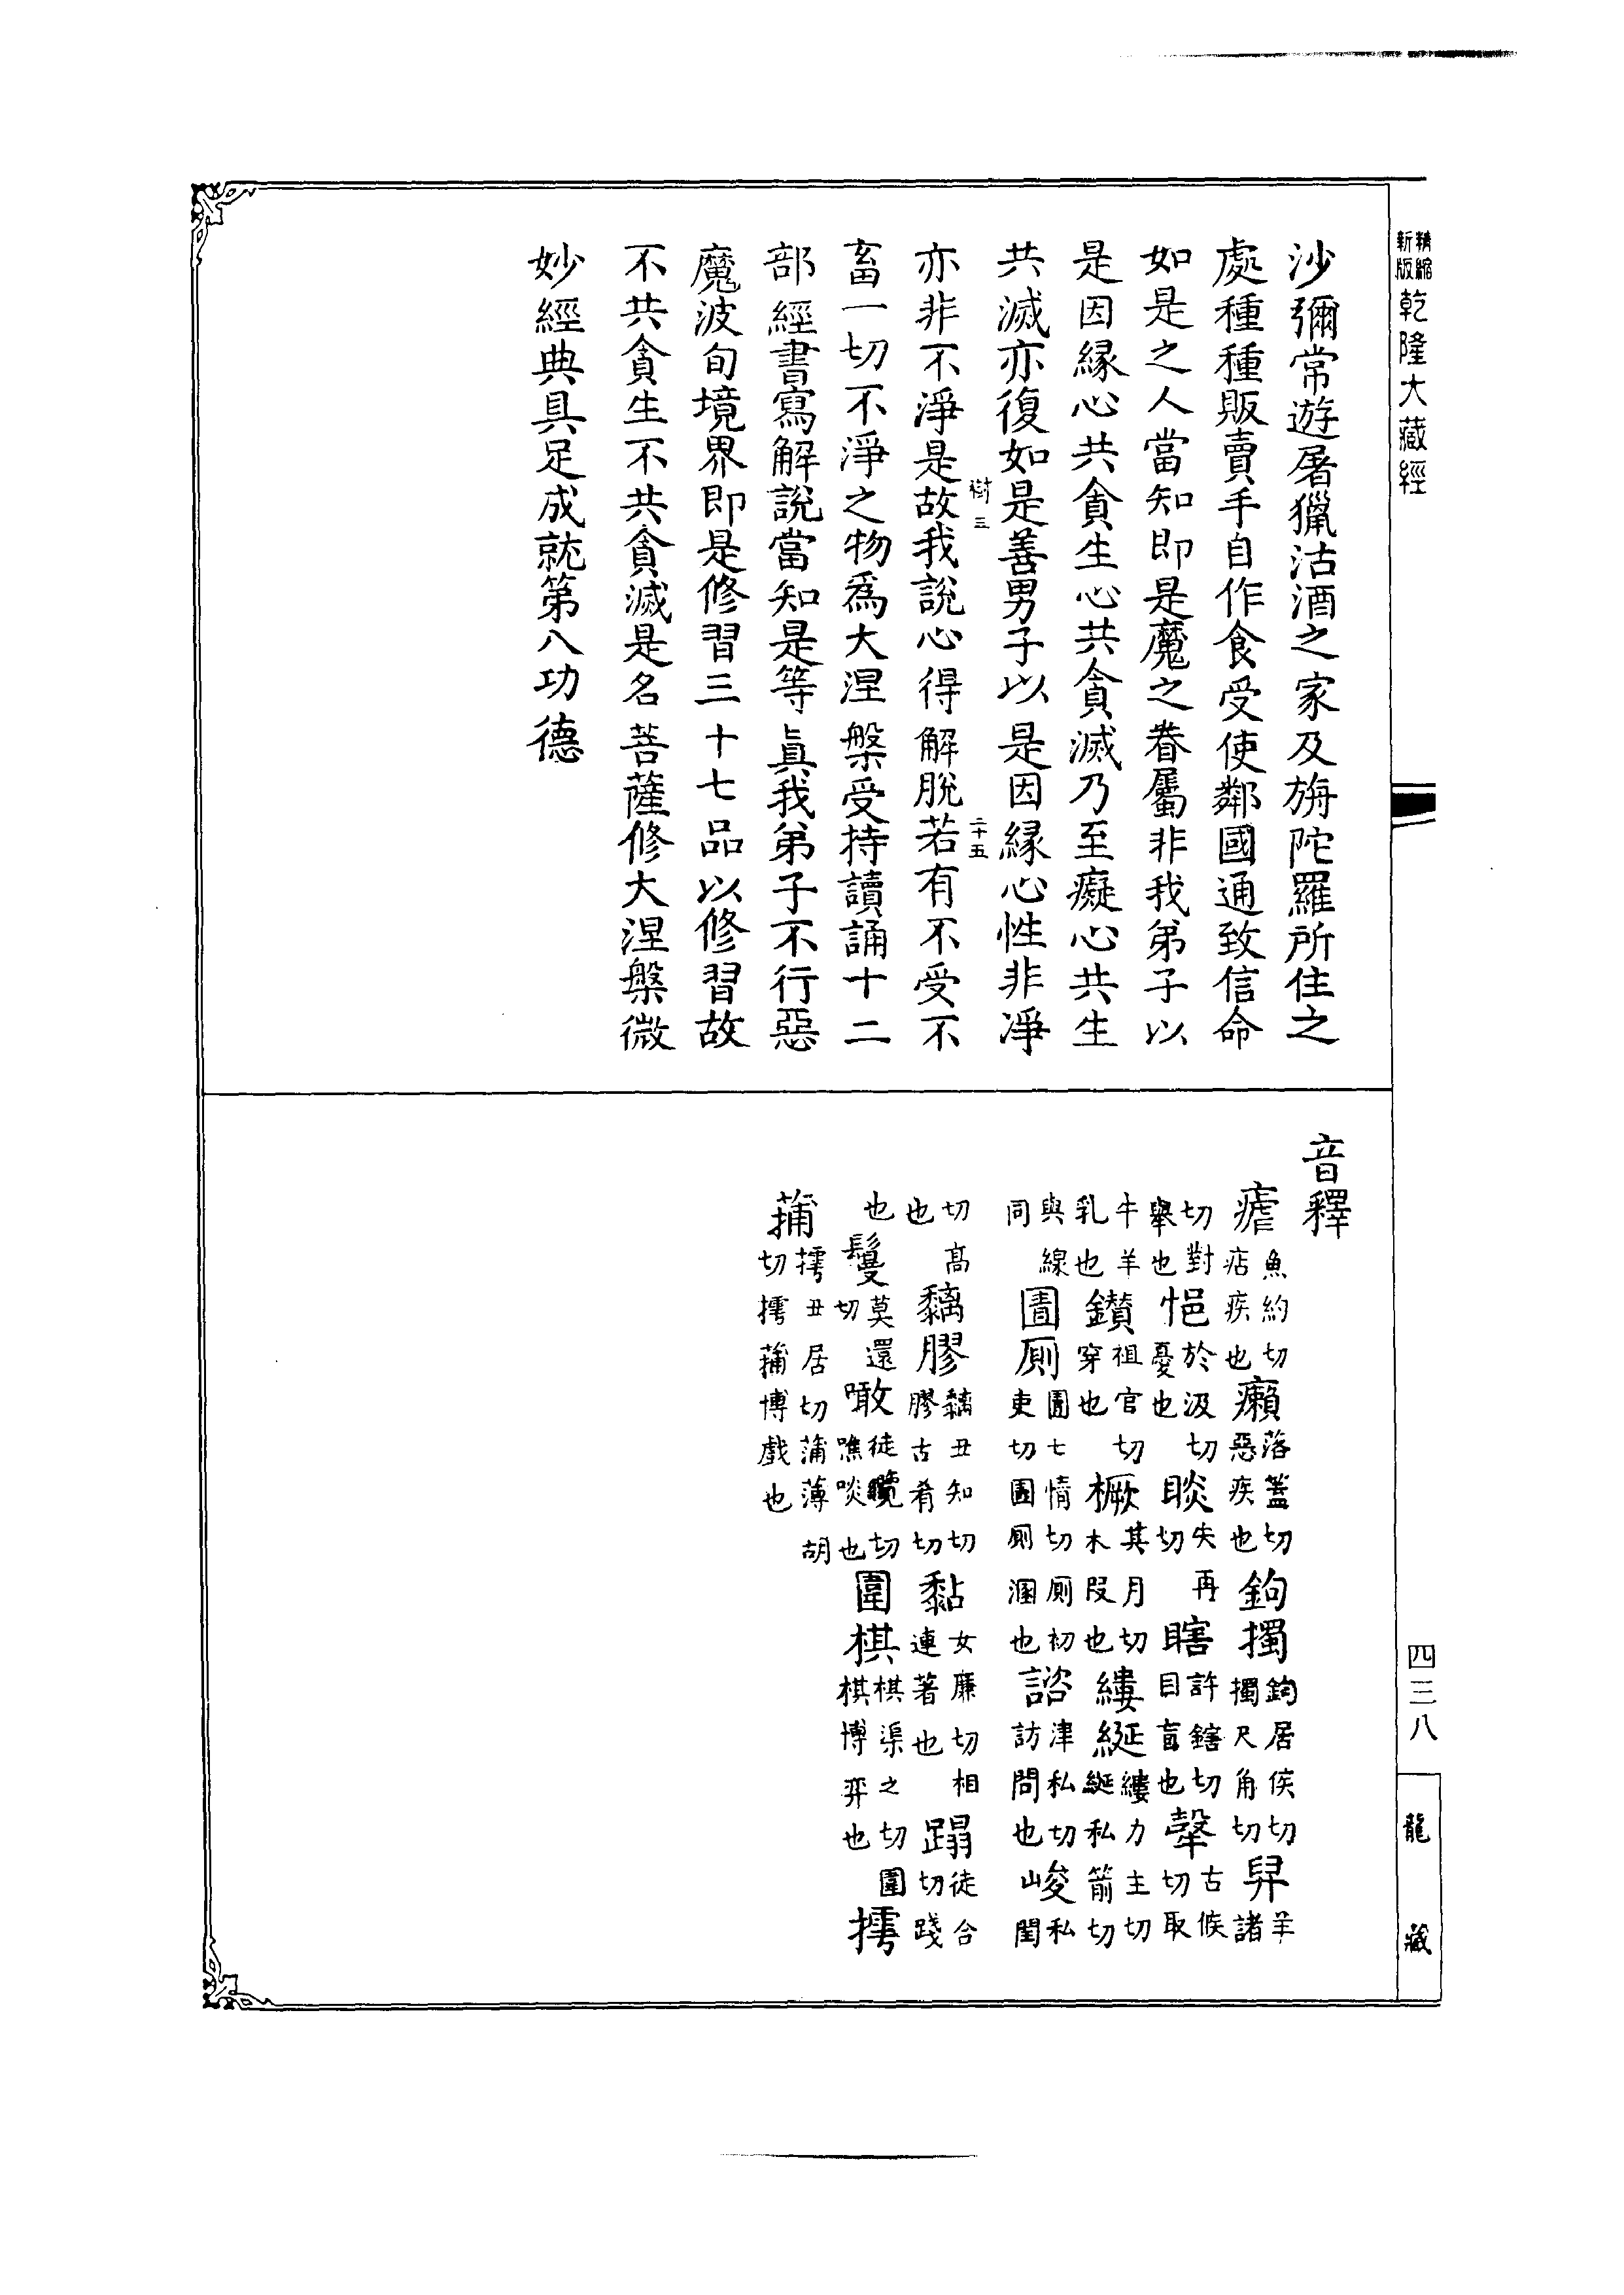 精縮新版乾隆大藏經
沙彌常遊屠獵沽酒之家及旃陀羅所住之
處種種販賣手自作食受使鄰國通致信命
如是之人當知即是魔之眷屬非我弟子以
是因緣心共貪生心共貪滅乃至癡心共生
共滅亦復如是善男子以是因緣心性非淨
樹三
二十五
亦非不淨是故我說心得解脫若有不受不
畜一切不淨之物爲大涅槃受持讀誦十二
部經書寫解說當知是等真我弟子不行惡
魔波旬境界即是修習三十七品以修習故
不共貪生不共貪滅是名菩薩修大涅槃微
妙經典具足成就第八功德
音釋
瘧魚約切痁疾也癩落蓋切惡疾也鉤擉鉤居侯切擉尺角切舁羊諸
切對舉也悒於汲切憂也睒失再切瞎許鎋切目盲也㲉古候切取
牛羊乳也鑽祖官切穿也橛其月切木段也縷綖縷力主切綖私箭切
與線同圊廁圊七情切廁初吏切圊廁溷也諮津私切訪問也峻私閏
切高也黐膠黐丑知切膠古肴切黏女廉切相連著也蹋徒合切踐
也鬘莫還切噉徒纜切噍啖也圍棋棋渠之切圍棋博弈也摴
蒱摴丑居切蒲薄胡切摴蒱博戲也
四三八
龍藏